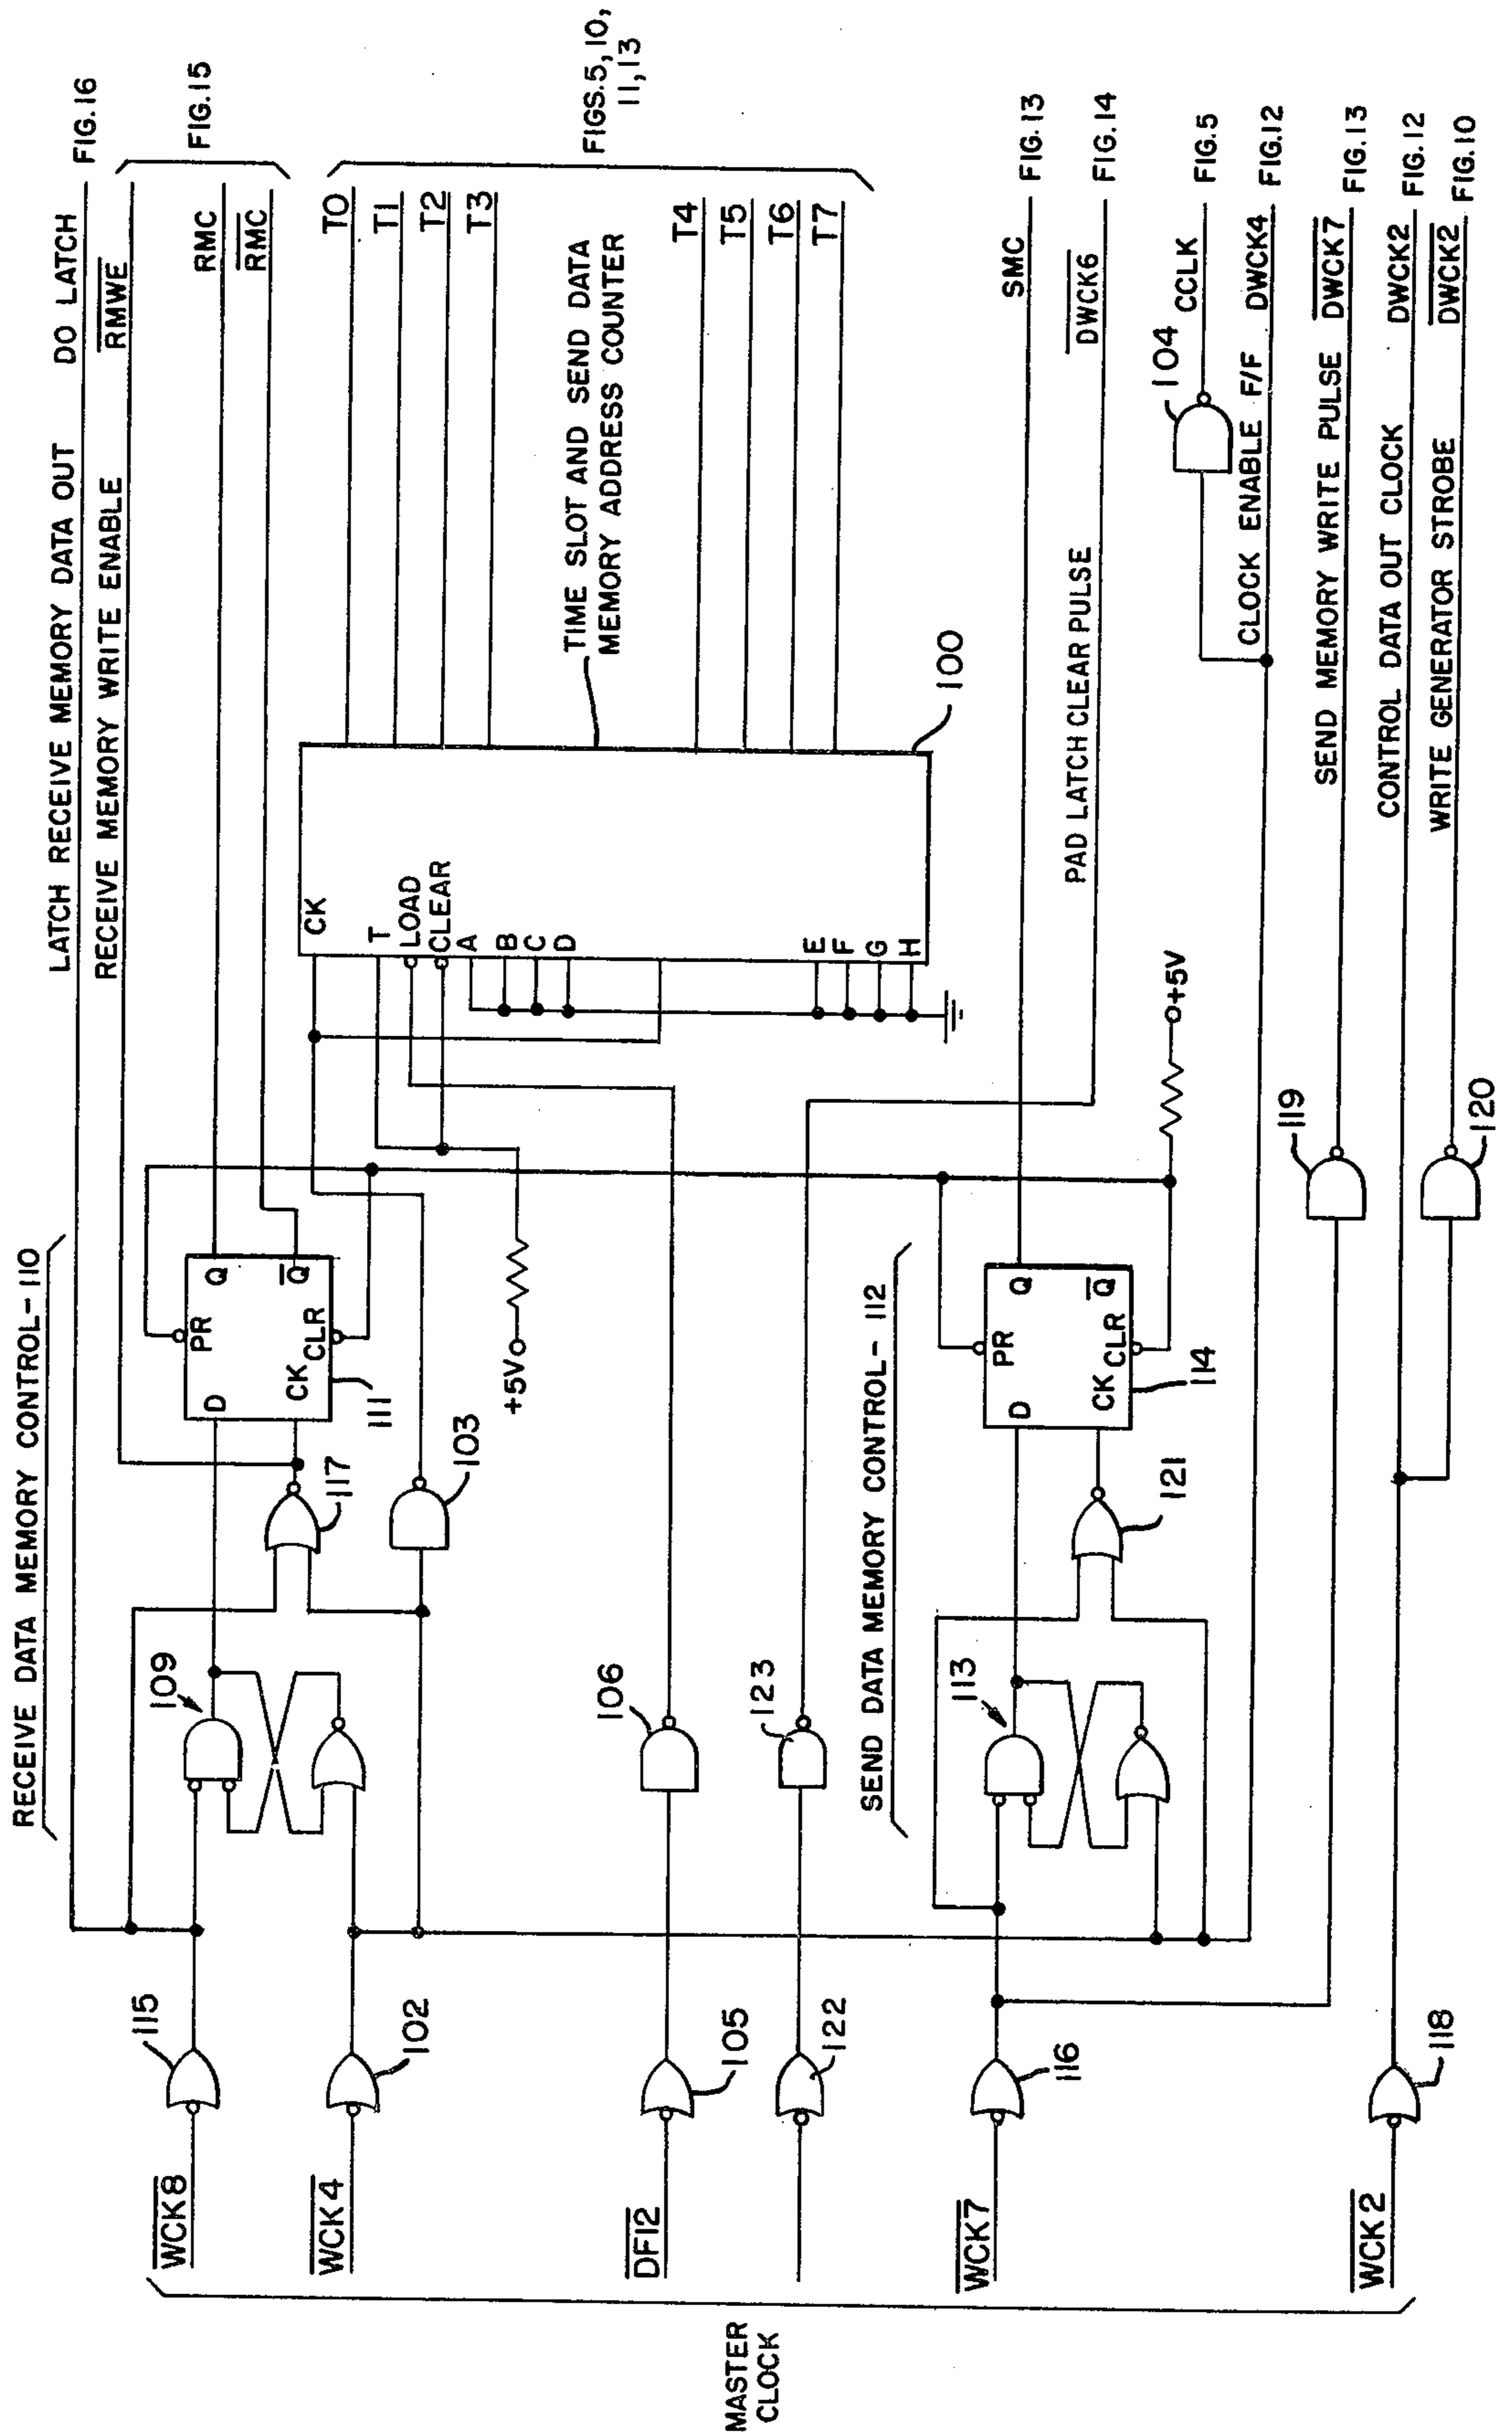 RECEIVE DATA MEMORY CONTROL-110
LATCH RECEIVE MEMORY DATA OUT DO LATCH FIG.16
RECEIVE MEMORY WRITE ENABLE RMWE
FIG.15
RMC
RMC
115
109
D
PR
Q
Q
CK
CLR
111
117
103
102
WCK8
WCK4
+5V
CK
T
LOAD
CLEAR
A
B
C
D
E
F
G
H
100
TIME SLOT AND SEND DATA
MEMORY ADDRESS COUNTER
T0
T1
T2
T3
T4
T5
T6
T7
FIGS.5,10,
11,13
MASTER
CLOCK
DF12
105
106
122
123
SEND DATA MEMORY CONTROL-112
PAD LATCH CLEAR PULSE
DWCK6 FIG.14
SMC FIG.13
WCK7
116
113
D
PR
Q
Q
CK
CLR
114
121
+5V
104
CCLK FIG.5
CLOCK ENABLE F/F DWCK4 FIG.12
119
SEND MEMORY WRITE PULSE DWCK7 FIG.13
WCK2
118
CONTROL DATA OUT CLOCK DWCK2 FIG.12
120
WRITE GENERATOR STROBE DWCK2 FIG.10